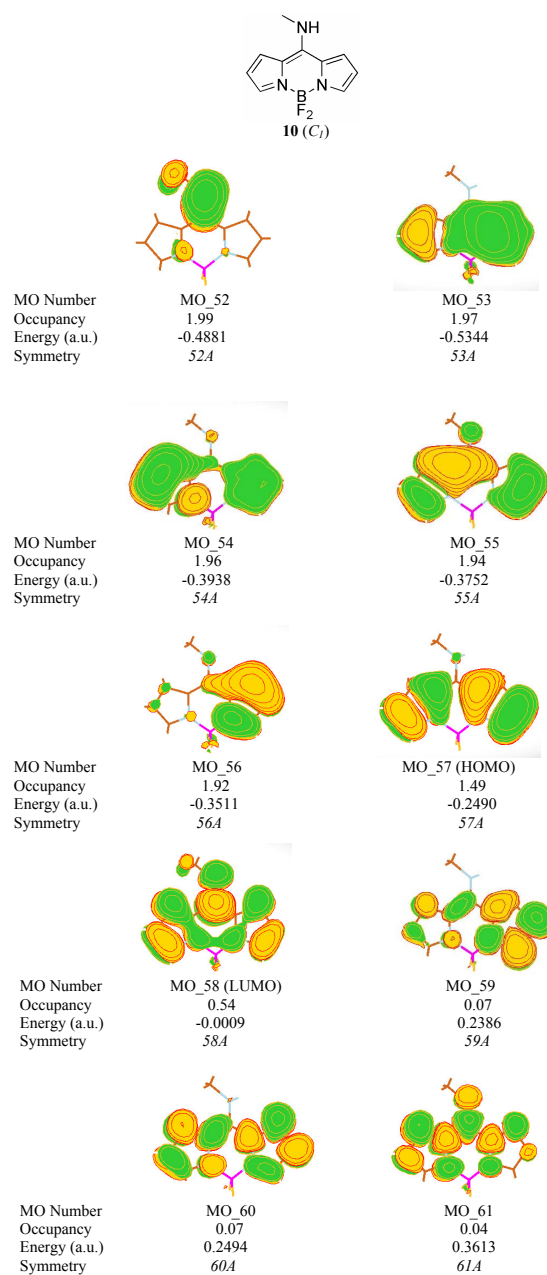 NH
N B N
F2
10 (C1)
MO Number MO_52 MO_53
Occupancy 1.99 1.97
Energy (a.u.) -0.4881 -0.5344
Symmetry 52A 53A
MO Number MO_54 MO_55
Occupancy 1.96 1.94
Energy (a.u.) -0.3938 -0.3752
Symmetry 54A 55A
MO Number MO_56 MO_57 (HOMO)
Occupancy 1.92 1.49
Energy (a.u.) -0.3511 -0.2490
Symmetry 56A 57A
MO Number MO_58 (LUMO) MO_59
Occupancy 0.54 0.07
Energy (a.u.) -0.0009 0.2386
Symmetry 58A 59A
MO Number MO_60 MO_61
Occupancy 0.07 0.04
Energy (a.u.) 0.2494 0.3613
Symmetry 60A 61A